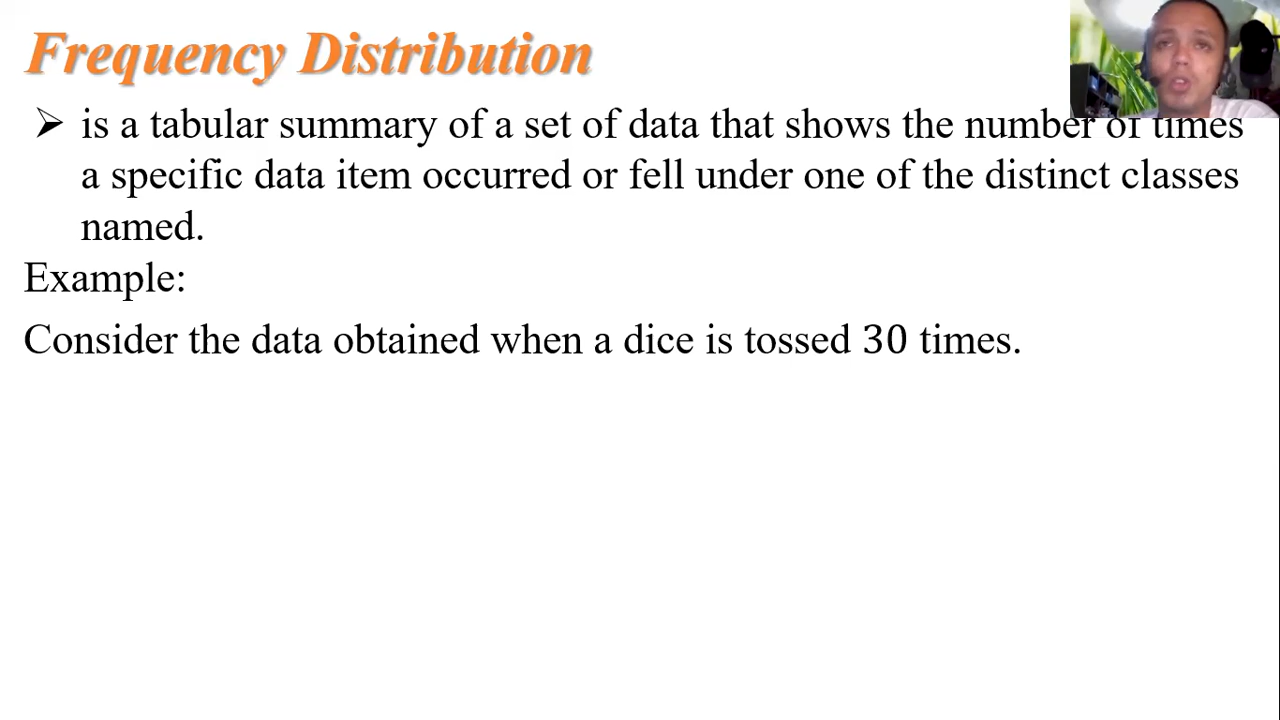 Frequency Distribution
➢ is a tabular summary of a set of data that shows the number of times
a specific data item occurred or fell under one of the distinct classes
named.
Example:
Consider the data obtained when a dice is tossed 30 times.